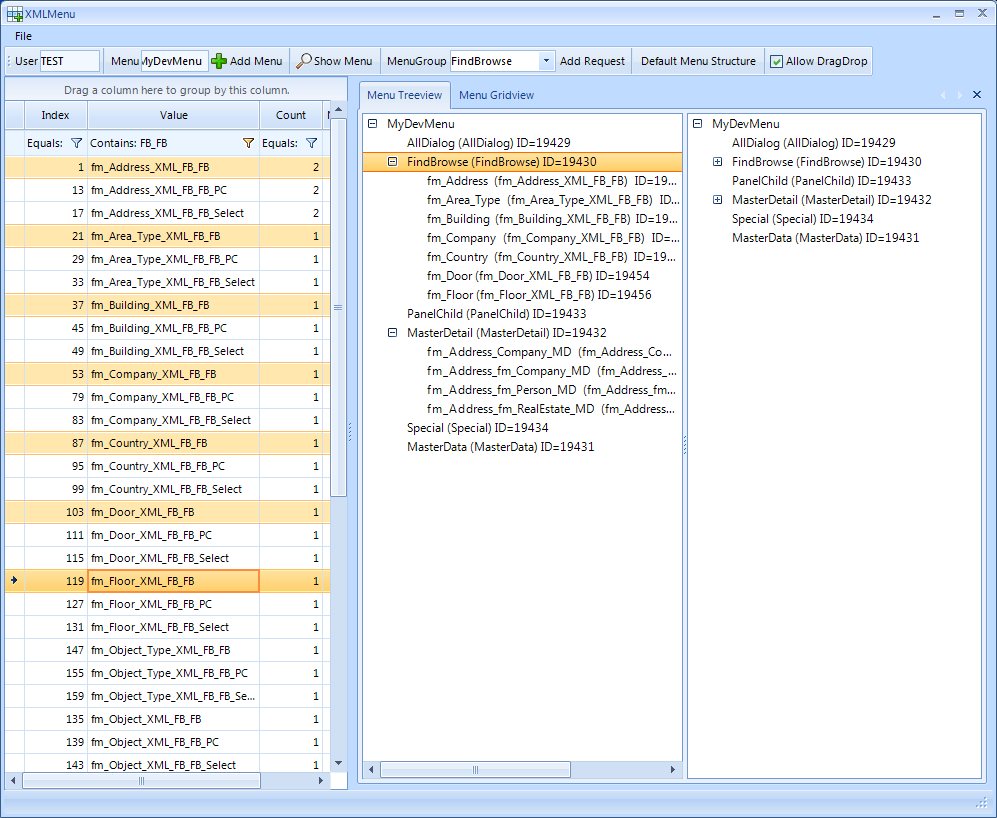 XMLMenu
File
User TEST Menu MyDevMenu Add Menu Show Menu MenuGroup FindBrowse Add Request Default Menu Structure Allow DragDrop
Drag a column here to group by this column.
Index Value Count
Equals: Contains: FB_FB Equals:
1 fm_Address_XML_FB_FB 2
13 fm_Address_XML_FB_FB_PC 2
17 fm_Address_XML_FB_FB_Select 2
21 fm_Area_Type_XML_FB_FB 1
29 fm_Area_Type_XML_FB_FB_PC 1
33 fm_Area_Type_XML_FB_FB_Select 1
37 fm_Building_XML_FB_FB 1
45 fm_Building_XML_FB_FB_PC 1
49 fm_Building_XML_FB_FB_Select 1
53 fm_Company_XML_FB_FB 1
79 fm_Company_XML_FB_FB_PC 1
83 fm_Company_XML_FB_FB_Select 1
87 fm_Country_XML_FB_FB 1
95 fm_Country_XML_FB_FB_PC 1
99 fm_Country_XML_FB_FB_Select 1
103 fm_Door_XML_FB_FB 1
111 fm_Door_XML_FB_FB_PC 1
115 fm_Door_XML_FB_FB_Select 1
119 fm_Floor_XML_FB_FB 1
127 fm_Floor_XML_FB_FB_PC 1
131 fm_Floor_XML_FB_FB_Select 1
147 fm_Object_Type_XML_FB_FB 1
155 fm_Object_Type_XML_FB_FB_PC 1
159 fm_Object_Type_XML_FB_FB_Se... 1
135 fm_Object_XML_FB_FB 1
139 fm_Object_XML_FB_FB_PC 1
143 fm_Object_XML_FB_FB_Select 1
Menu Treeview Menu Gridview
MyDevMenu
AllDialog (AllDialog) ID=19429
FindBrowse (FindBrowse) ID=19430
fm_Address (fm_Address_XML_FB_FB) ID=19...
fm_Area_Type (fm_Area_Type_XML_FB_FB) ID...
fm_Building (fm_Building_XML_FB_FB) ID=19...
fm_Company (fm_Company_XML_FB_FB) ID=...
fm_Country (fm_Country_XML_FB_FB) ID=19...
fm_Door (fm_Door_XML_FB_FB) ID=19454
fm_Floor (fm_Floor_XML_FB_FB) ID=19456
PanelChild (PanelChild) ID=19433
MasterDetail (MasterDetail) ID=19432
fm_Address_Company_MD (fm_Address_Co...
fm_Address_fm_Company_MD (fm_Address_...
fm_Address_fm_Person_MD (fm_Address_fm...
fm_Address_fm_RealEstate_MD (fm_Address...
Special (Special) ID=19434
MasterData (MasterData) ID=19431
MyDevMenu
AllDialog (AllDialog) ID=19429
FindBrowse (FindBrowse) ID=19430
PanelChild (PanelChild) ID=19433
MasterDetail (MasterDetail) ID=19432
Special (Special) ID=19434
MasterData (MasterData) ID=19431